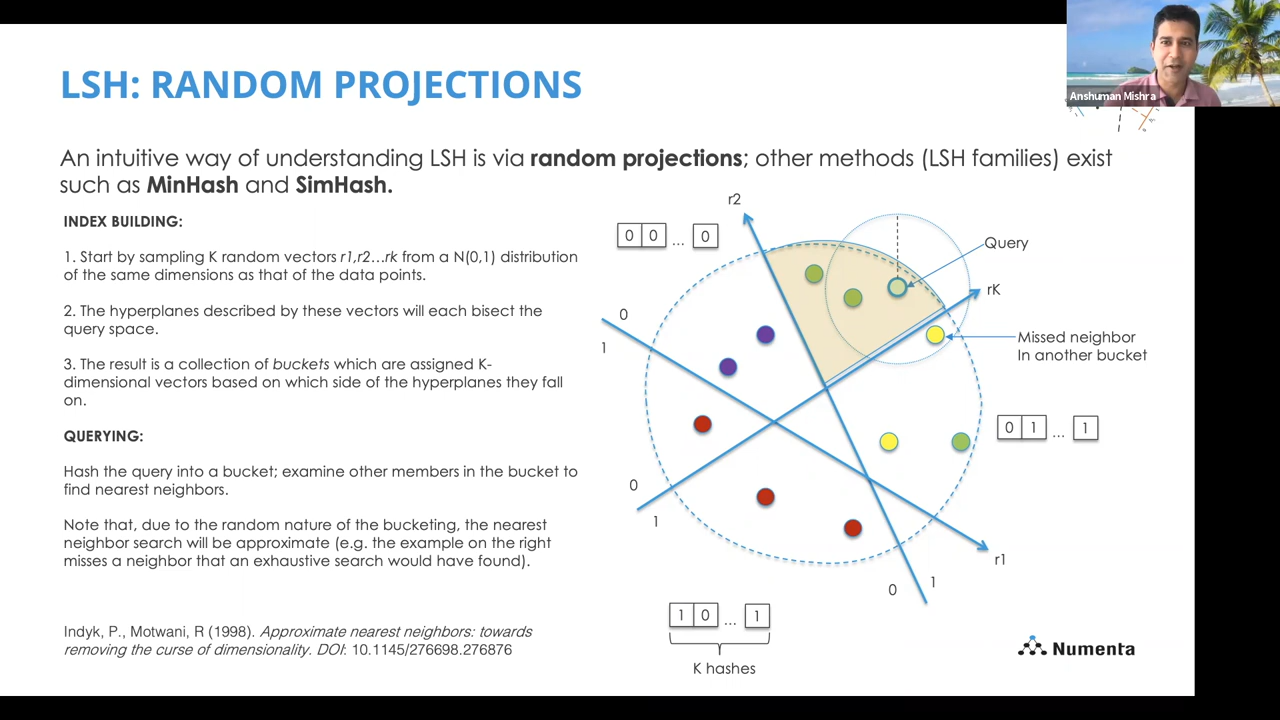 Anshuman Mishra
LSH: RANDOM PROJECTIONS
An intuitive way of understanding LSH is via random projections; other methods (LSH families) exist
such as MinHash and SimHash.
INDEX BUILDING:
1. Start by sampling K random vectors r1,r2...rk from a N(0,1) distribution
of the same dimensions as that of the data points.
2. The hyperplanes described by these vectors will each bisect the
query space.
3. The result is a collection of buckets which are assigned K-
dimensional vectors based on which side of the hyperplanes they fall
on.
QUERYING:
Hash the query into a bucket; examine other members in the bucket to
find nearest neighbors.
Note that, due to the random nature of the bucketing, the nearest
neighbor search will be approximate (e.g. the example on the right
misses a neighbor that an exhaustive search would have found).
Indyk, P., Motwani, R (1998). Approximate nearest neighbors: towards
removing the curse of dimensionality. DOI: 10.1145/276698.276876
r2
0 0 ... 0
Query
rK
0
1
Missed neighbor
In another bucket
0 1 ... 1
0
1
r1
0
1
1 0 ... 1
K hashes
Numenta